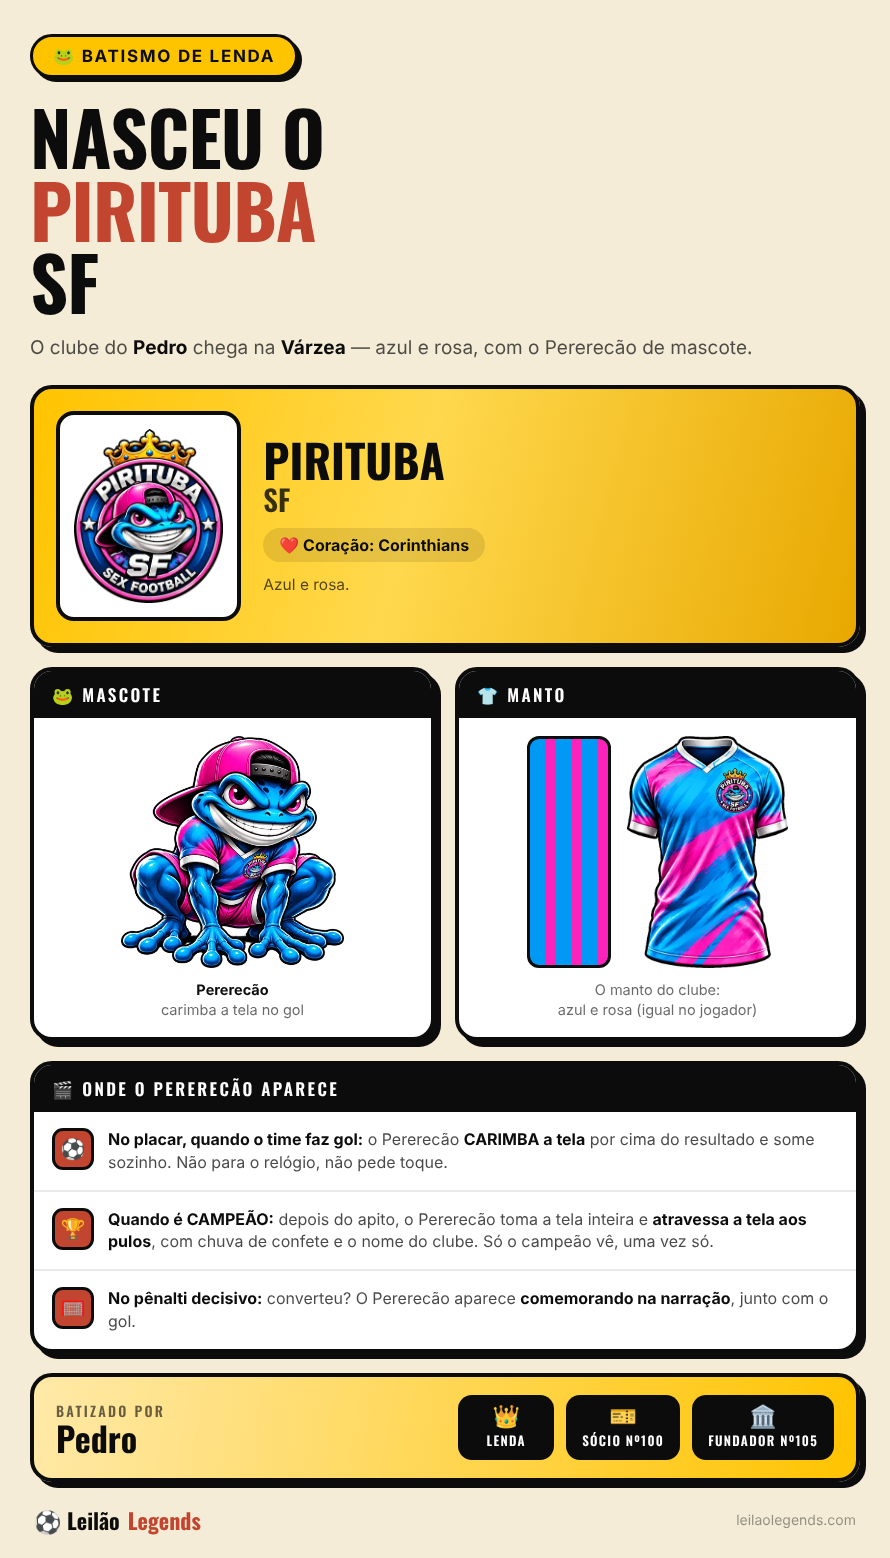 🐸 BATISMO DE LENDA
NASCEU O
PIRITUBA
SF
O clube do Pedro chega na Várzea — azul e rosa, com o Pererecão de mascote.
PIRITUBA
SF
SEX FOOTBALL
PIRITUBA
SF
❤️ Coração: Corinthians
Azul e rosa.
🐸 MASCOTE
👕 MANTO
PIRITUBA
SF
Pererecão
carimba a tela no gol
O manto do clube:
azul e rosa (igual no jogador)
🎬 ONDE O PERERECÃO APARECE
No placar, quando o time faz gol: o Pererecão CARIMBA a tela por cima do resultado e some
sozinho. Não para o relógio, não pede toque.
Quando é CAMPEÃO: depois do apito, o Pererecão toma a tela inteira e atravessa a tela aos
pulos, com chuva de confete e o nome do clube. Só o campeão vê, uma vez só.
No pênalti decisivo: converteu? O Pererecão aparece comemorando na narração, junto com o
gol.
BATIZADO POR
Pedro
LENDA
SÓCIO Nº100
FUNDADOR Nº105
⚽ Leilão Legends
leilaolegends.com